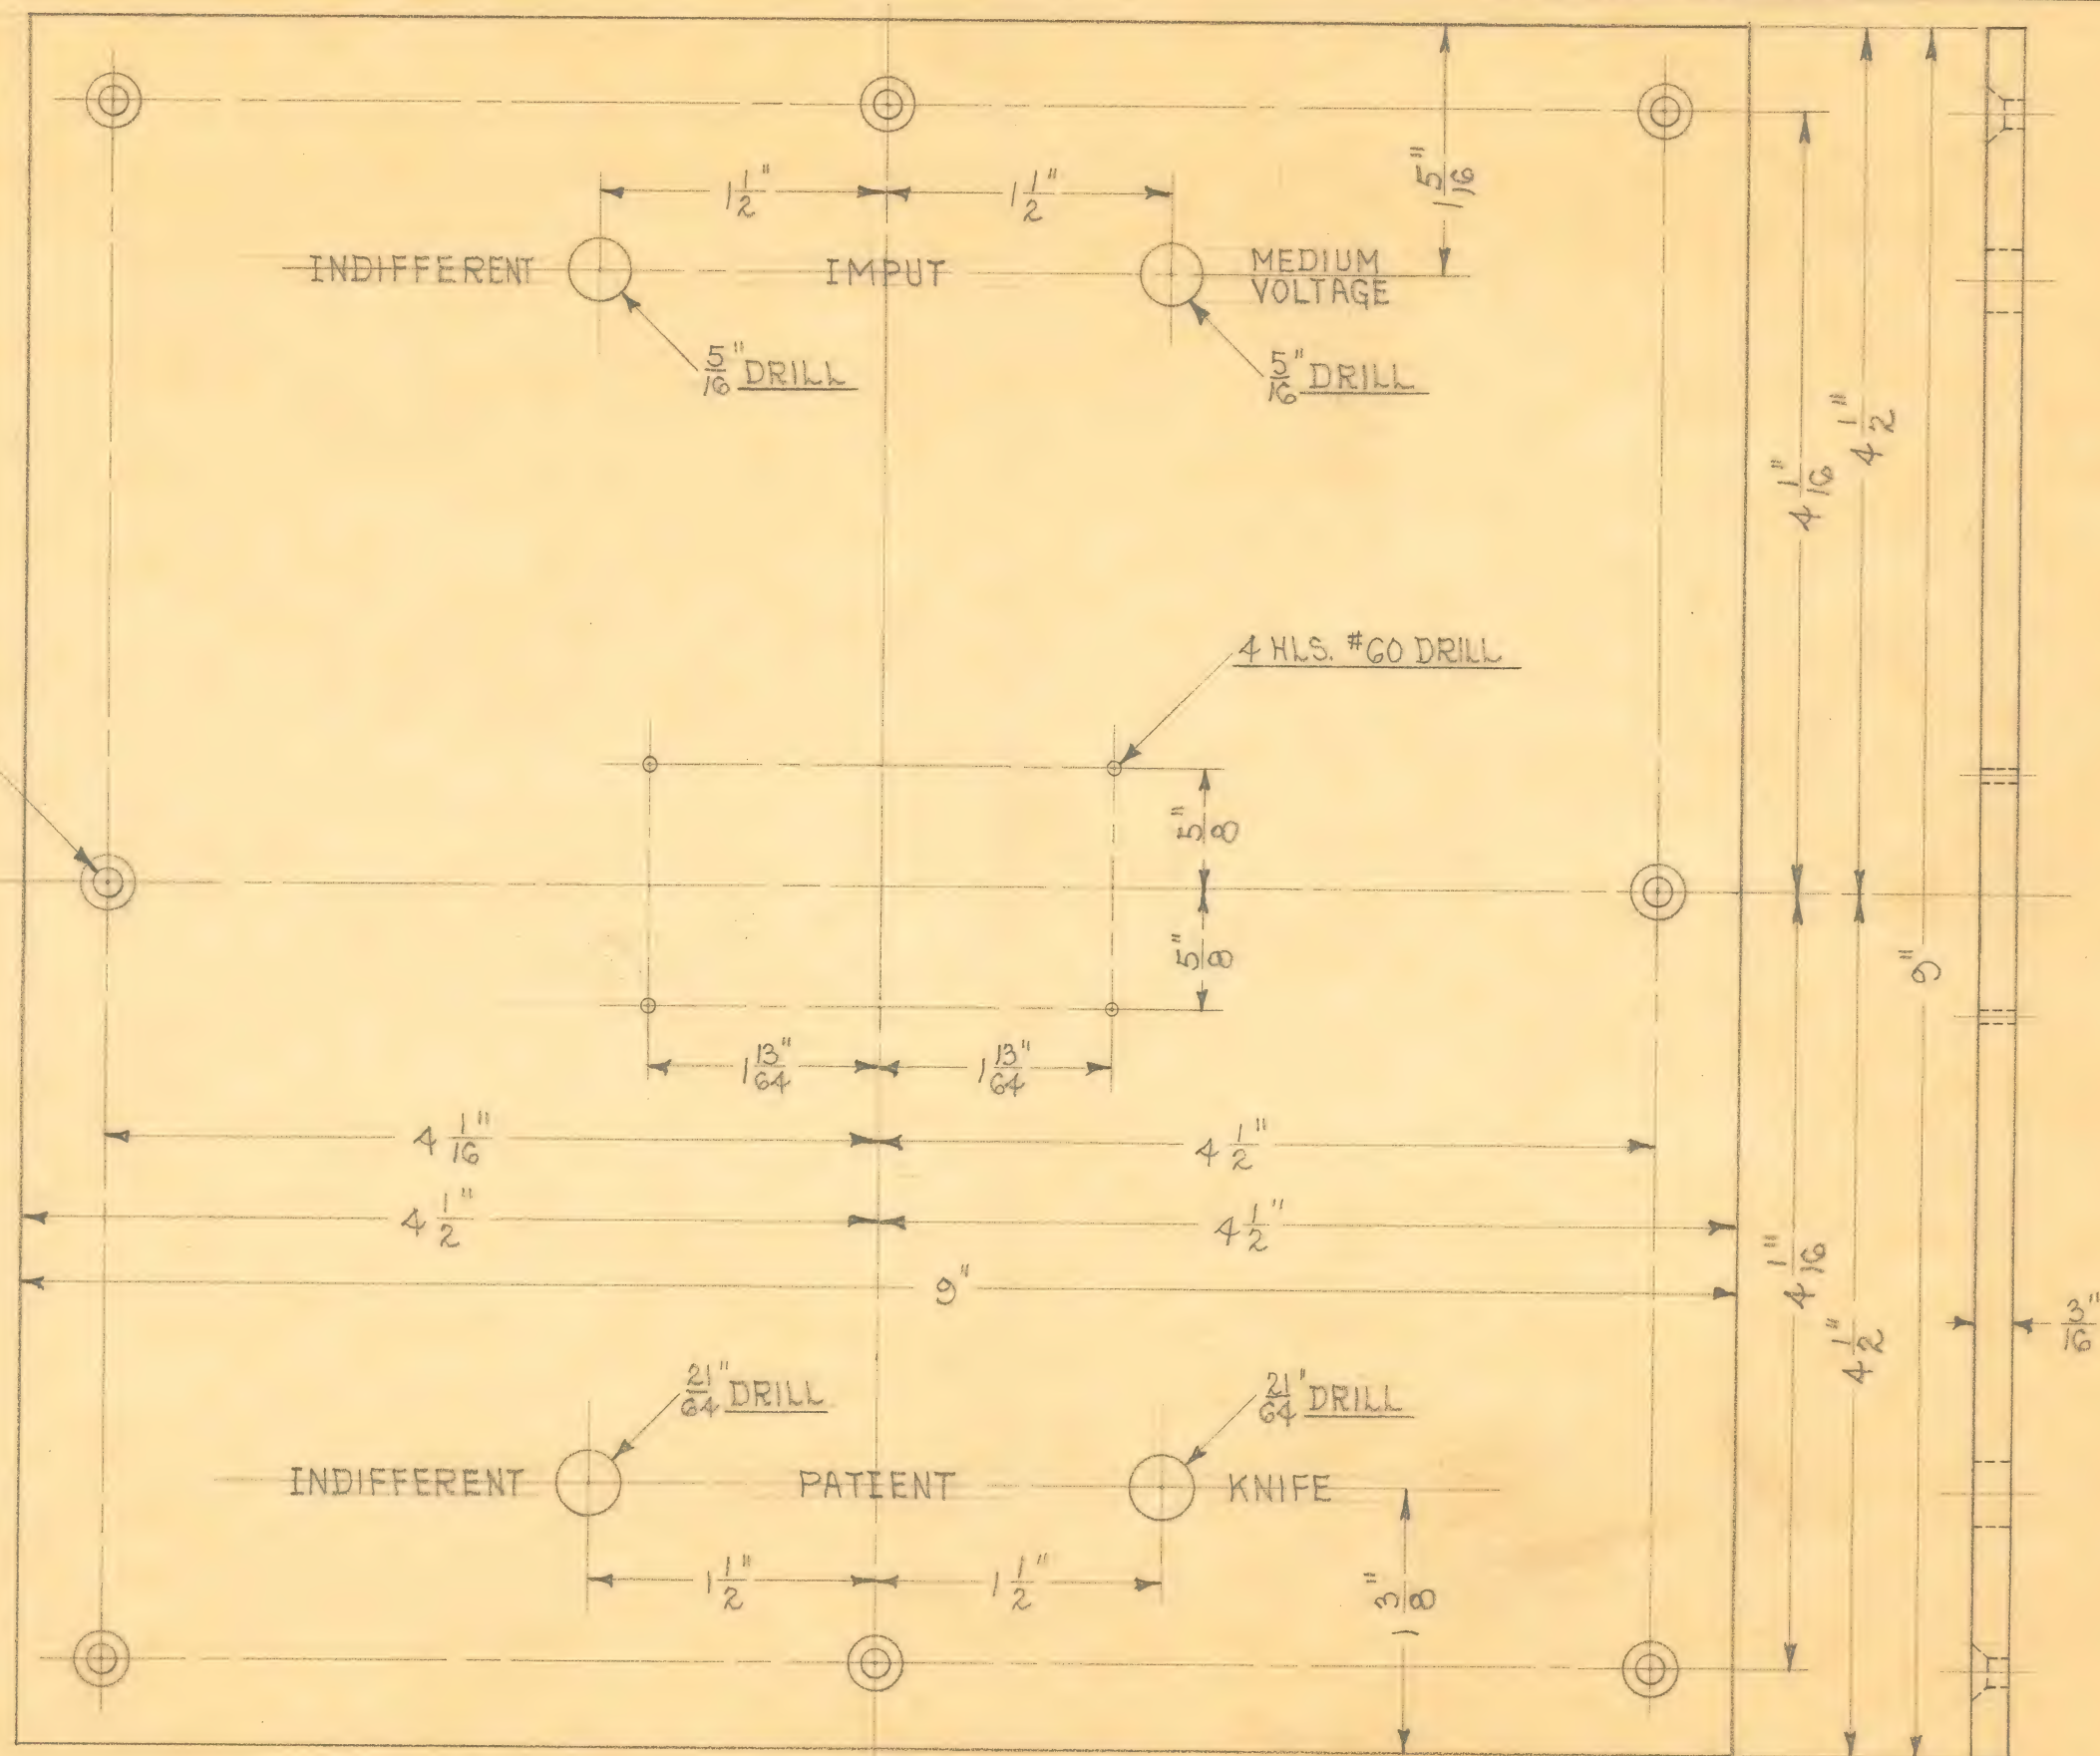 1 1/2"
1 1/2"
1 5/16"
INDIFFERENT
IMPUT
MEDIUM
VOLTAGE
5/16" DRILL
5/16" DRILL
4 1/2"
4 1/16"
4 HLS. #60 DRILL
5/8"
5/8"
9"
1 13/64"
1 13/64"
4 1/16"
4 1/2"
4 1/2"
4 1/2"
9"
4 1/16"
4 1/2"
3/16"
21/64" DRILL
21/64" DRILL
INDIFFERENT
PATIENT
KNIFE
1 1/2"
1 1/2"
1 3/8"